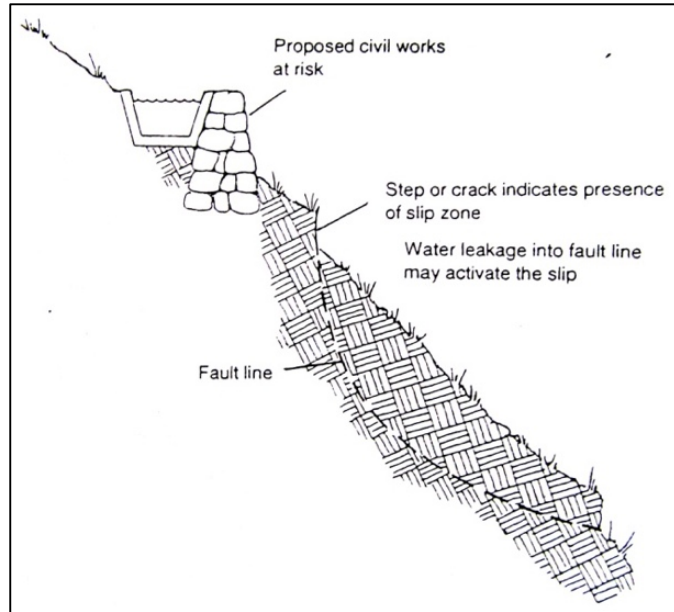 Proposed civil works
at risk
Step or crack indicates presence
of slip zone
Water leakage into fault line
may activate the slip
Fault line